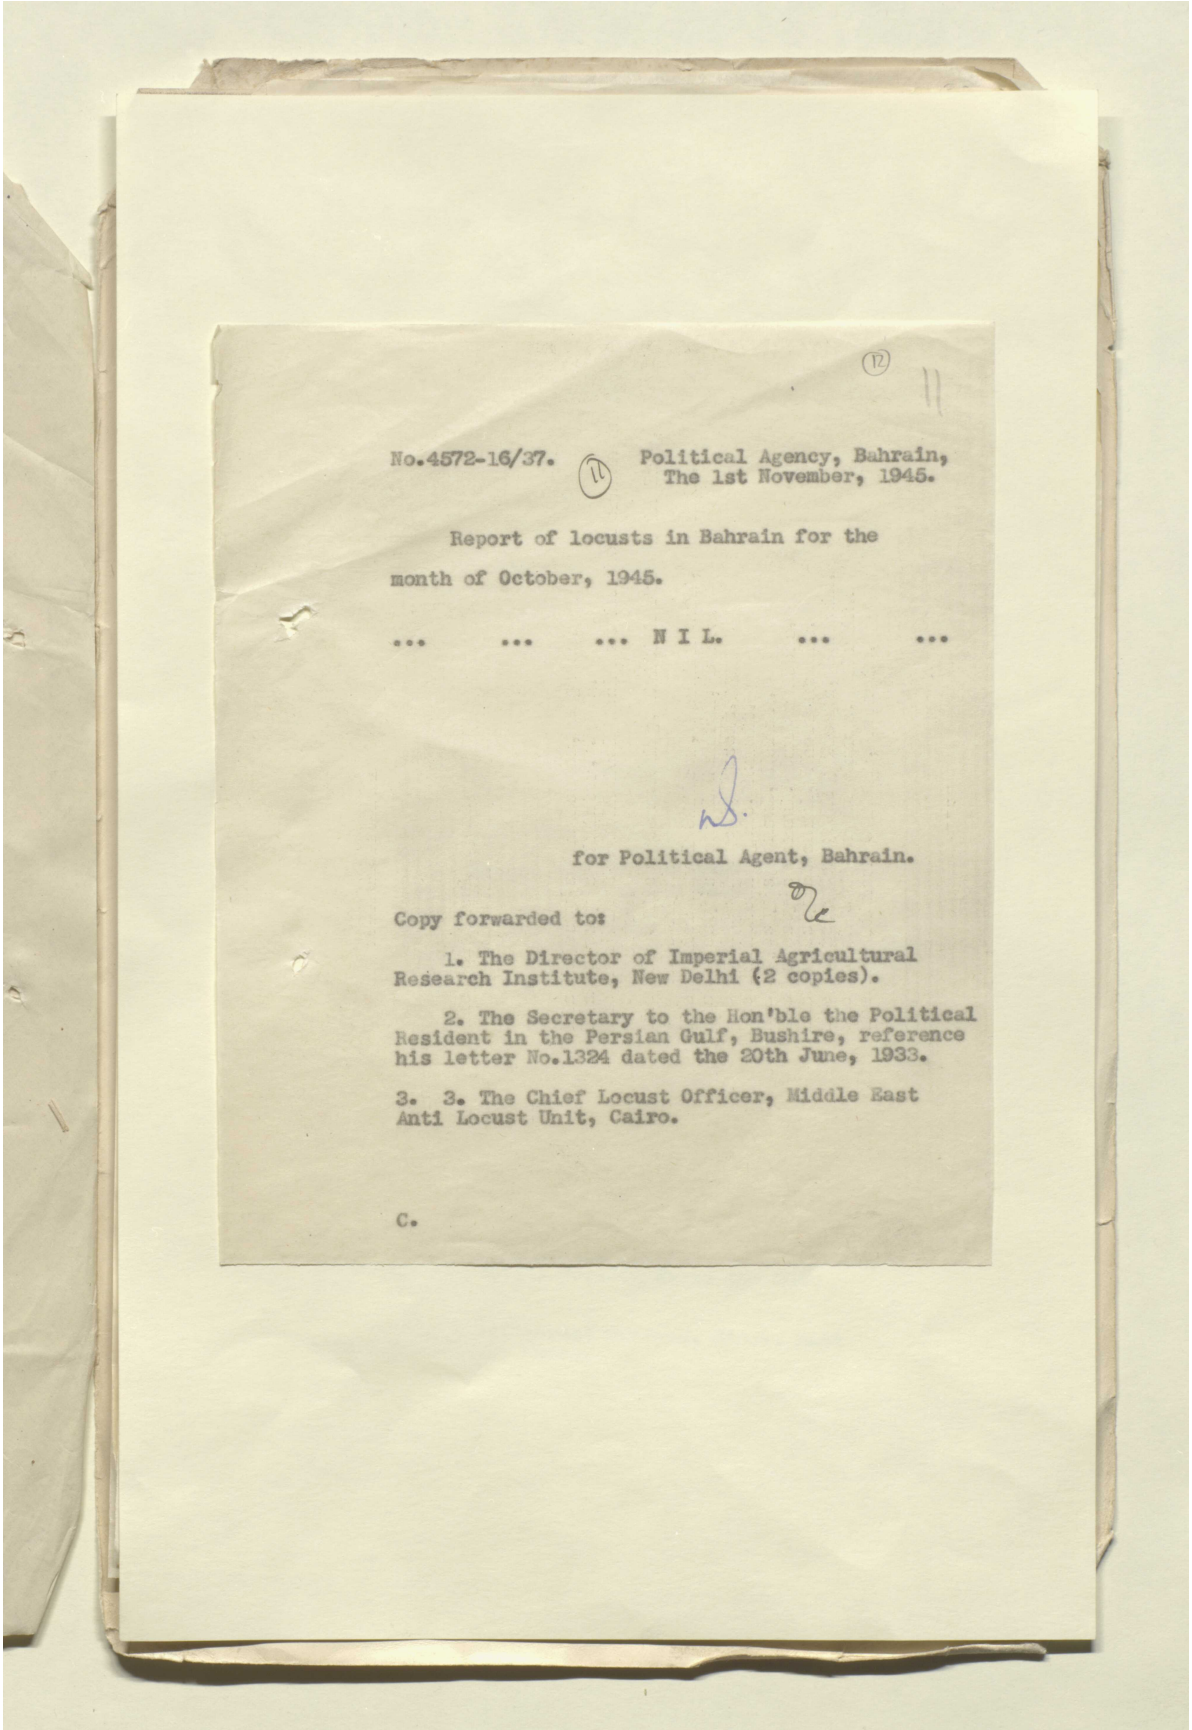 12
11
No.4572-16/37.
11
Political Agency, Bahrain,
The 1st November, 1945.
Report of locusts in Bahrain for the
month of October, 1945.
... ... ... N I L. ... ...
for Political Agent, Bahrain.
Copy forwarded to:
1. The Director of Imperial Agricultural
Research Institute, New Delhi (2 copies).
2. The Secretary to the Hon'ble the Political
Resident in the Persian Gulf, Bushire, reference
his letter No.1324 dated the 20th June, 1933.
3. 3. The Chief Locust Officer, Middle East
Anti Locust Unit, Cairo.
C.